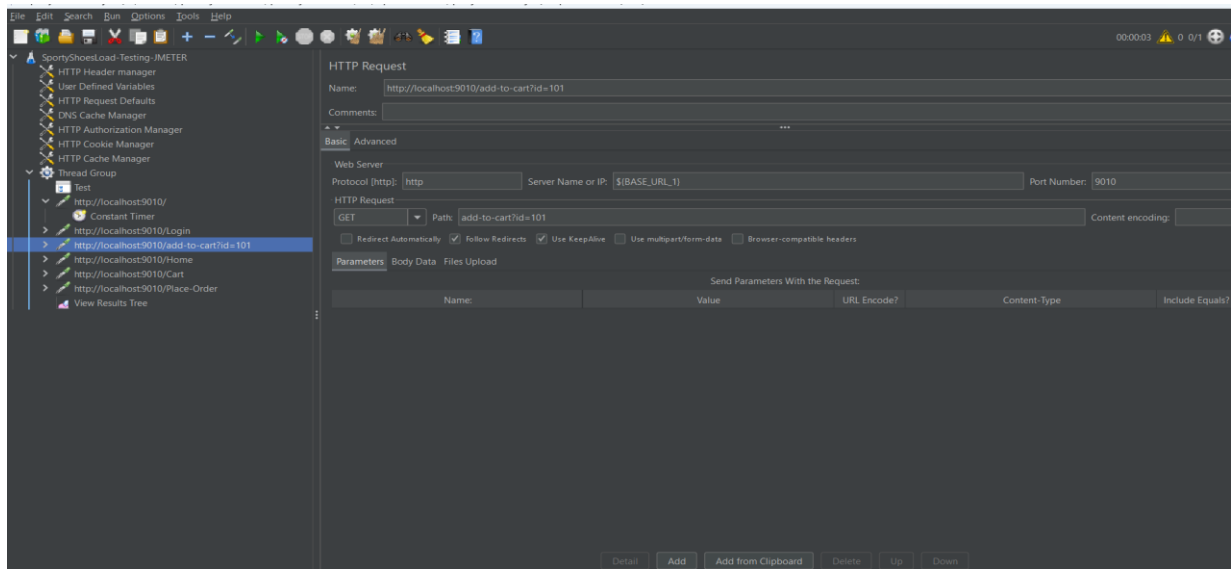 File Edit Search Run Options Tools Help
00:00:03 0 0/1
SportyShoesLoad-Testing-JMETER
HTTP Header manager
User Defined Variables
HTTP Request Defaults
DNS Cache Manager
HTTP Authorization Manager
HTTP Cookie Manager
HTTP Cache Manager
Thread Group
Test
http://localhost:9010/
Constant Timer
http://localhost:9010/Login
http://localhost:9010/add-to-cart?id=101
http://localhost:9010/Home
http://localhost:9010/Cart
http://localhost:9010/Place-Order
View Results Tree
HTTP Request
Name: http://localhost:9010/add-to-cart?id=101
Comments:
Basic Advanced
Web Server
Protocol [http]: http Server Name or IP: ${BASE_URL_1} Port Number: 9010
HTTP Request
GET Path: add-to-cart?id=101 Content encoding:
Redirect Automatically Follow Redirects Use KeepAlive Use multipart/form-data Browser-compatible headers
Parameters Body Data Files Upload
Send Parameters With the Request:
Name: Value URL Encode? Content-Type Include Equals?
Detail Add Add from Clipboard Delete Up Down